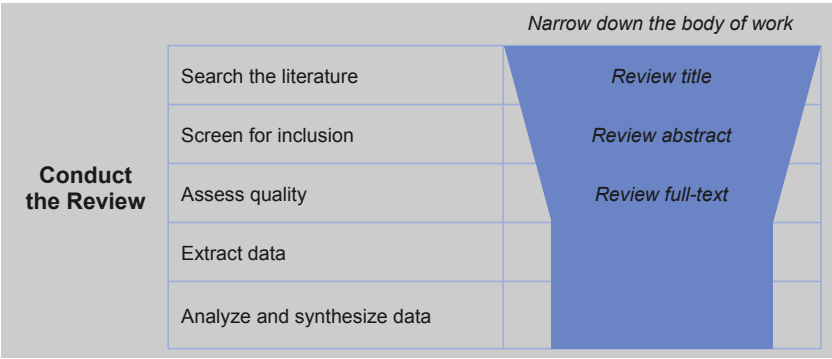 Narrow down the body of work
Search the literature
Review title
Screen for inclusion
Review abstract
Conduct
the Review
Assess quality
Review full-text
Extract data
Analyze and synthesize data